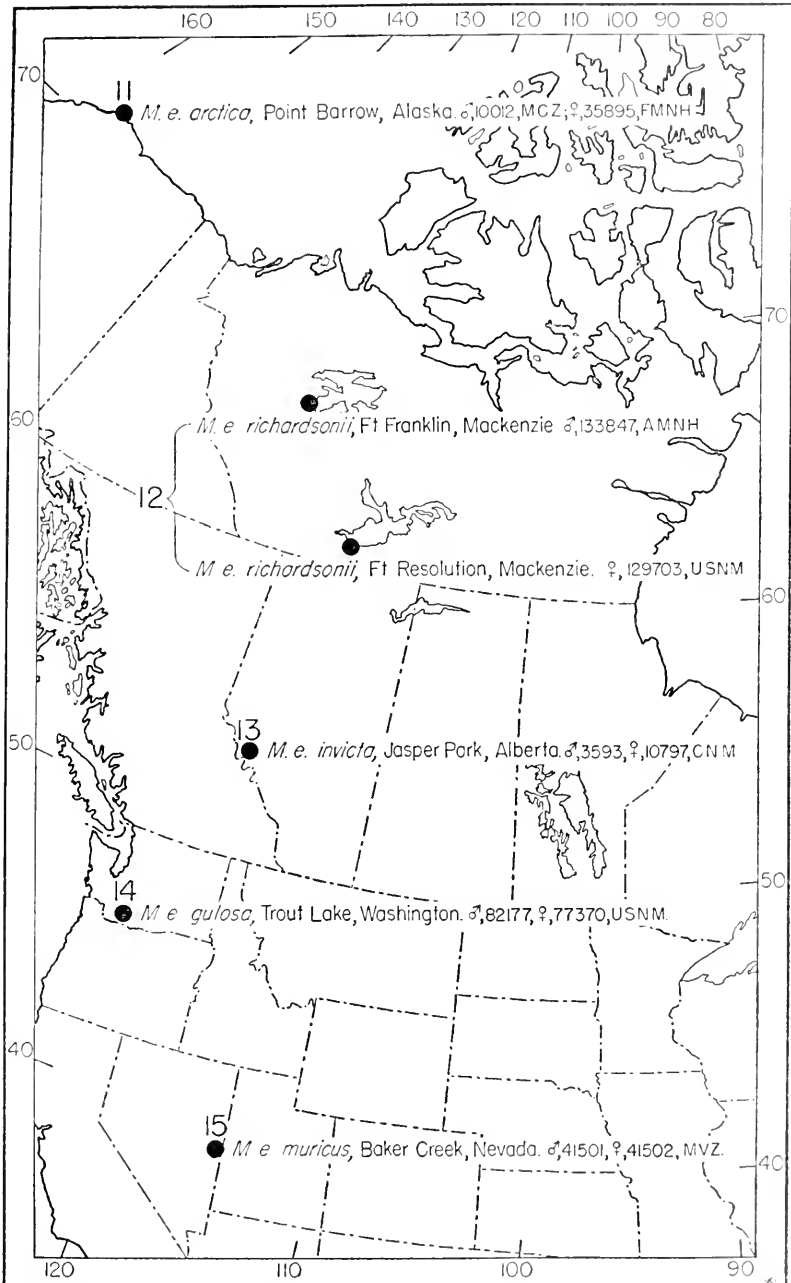 160 150 140 130 120 110 100 90 80
70
11
M. e. arctica, Point Barrow, Alaska. ♂, 10012, MCZ; ♀, 35895, FMNH
70
60
M. e. richardsonii, Ft Franklin, Mackenzie ♂, 133847, AMNH
12
M. e. richardsonii, Ft Resolution, Mackenzie. ♀, 129703, USNM
60
50
13
M. e. invicta, Jasper Park, Alberta. ♂, 3593, ♀, 10797, CNM
50
14
M e gulosa, Trout Lake, Washington. ♂, 82177, ♀, 77370, USNM.
40
15
M e muricus, Baker Creek, Nevada. ♂, 41501, ♀, 41502, MVZ.
40
120 110 100 90